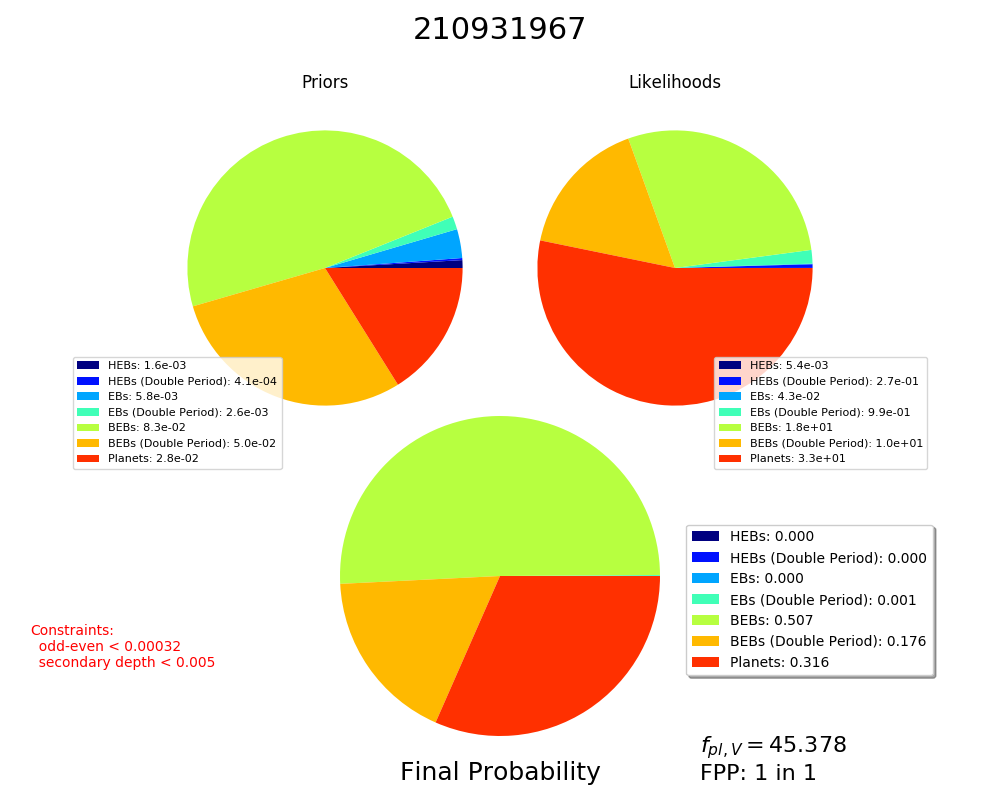 210931967
Priors
Likelihoods
HEBs: 1.6e-03
HEBs (Double Period): 4.1e-04
EBs: 5.8e-03
EBs (Double Period): 2.6e-03
BEBs: 8.3e-02
BEBs (Double Period): 5.0e-02
Planets: 2.8e-02
HEBs: 5.4e-03
HEBs (Double Period): 2.7e-01
EBs: 4.3e-02
EBs (Double Period): 9.9e-01
BEBs: 1.8e+01
BEBs (Double Period): 1.0e+01
Planets: 3.3e+01
HEBs: 0.000
HEBs (Double Period): 0.000
EBs: 0.000
EBs (Double Period): 0.001
BEBs: 0.507
BEBs (Double Period): 0.176
Planets: 0.316
Constraints:
odd-even < 0.00032
secondary depth < 0.005
Final Probability
f_{pl,V} = 45.378
FPP: 1 in 1